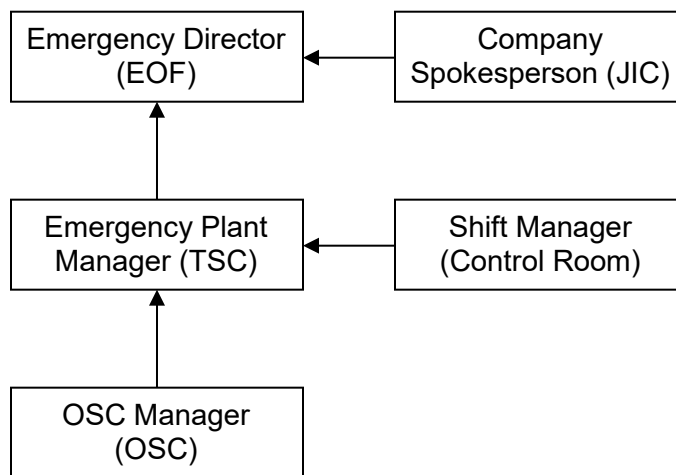 Emergency Director
(EOF)
Company
Spokesperson (JIC)
Emergency Plant
Manager (TSC)
Shift Manager
(Control Room)
OSC Manager
(OSC)